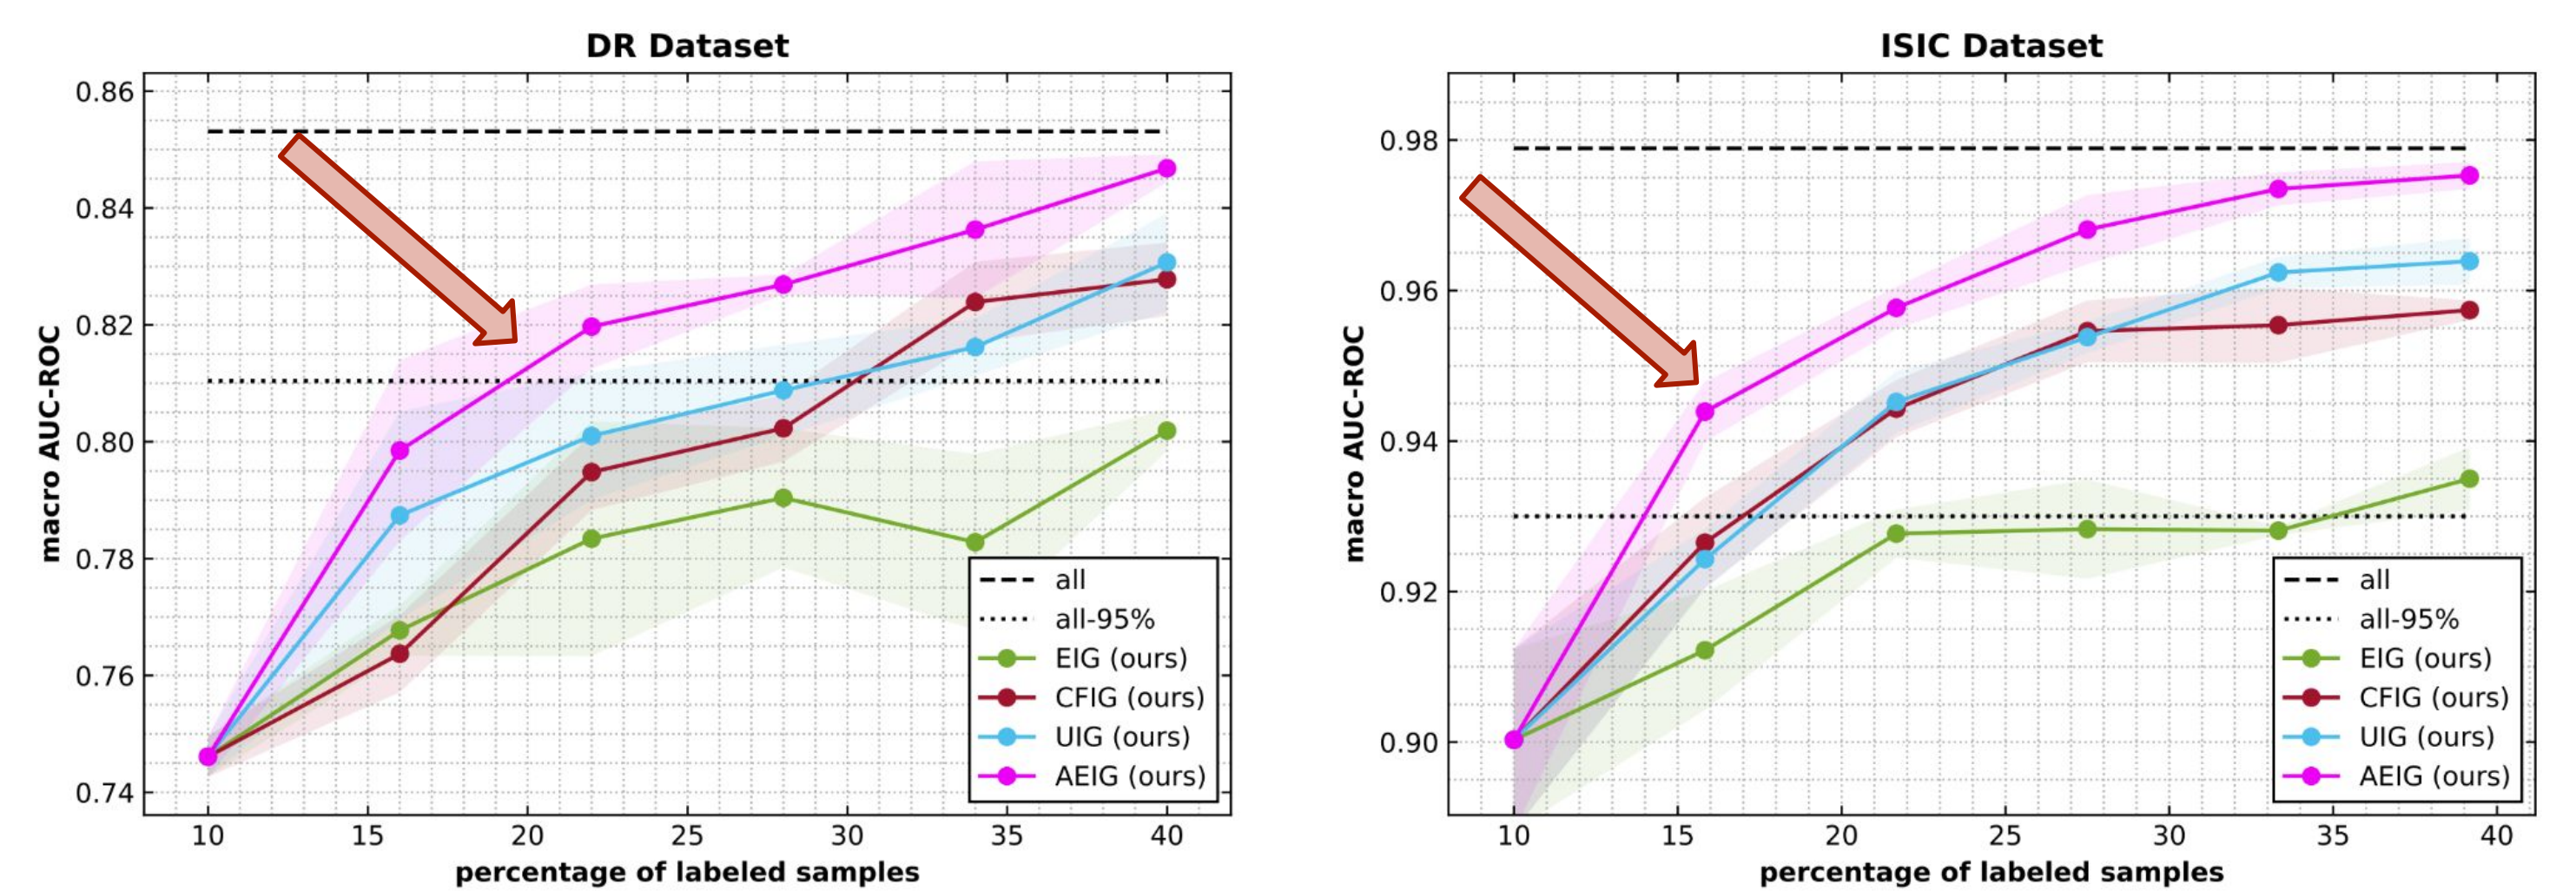 DR Dataset
0.86
0.84
0.82
0.80
0.78
0.76
0.74
macro AUC-ROC
10 15 20 25 30 35 40
percentage of labeled samples
all
all-95%
EIG (ours)
CFIG (ours)
UIG (ours)
AEIG (ours)
ISIC Dataset
0.98
0.96
0.94
0.92
0.90
macro AUC-ROC
10 15 20 25 30 35 40
percentage of labeled samples
all
all-95%
EIG (ours)
CFIG (ours)
UIG (ours)
AEIG (ours)